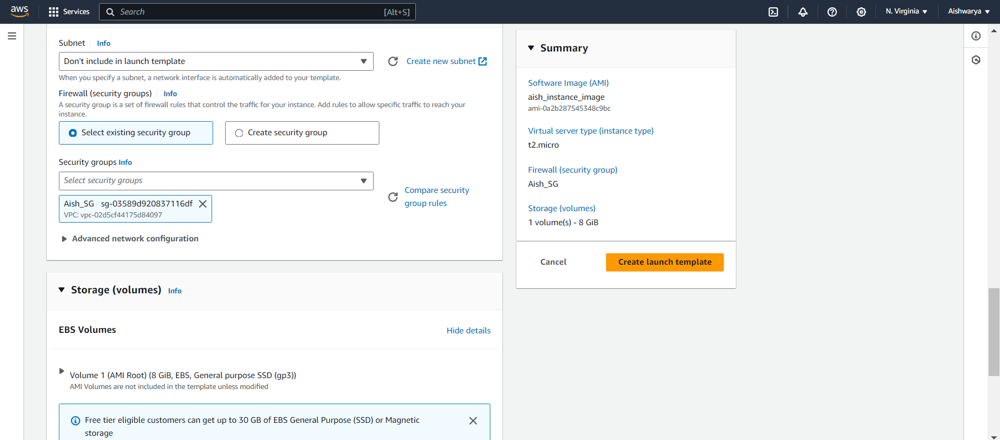 aws
Services
Search [Alt+S]
N. Virginia
Aishwarya
Subnet Info
Don't include in launch template
Create new subnet
When you specify a subnet, a network interface is automatically added to your template.
Firewall (security groups) Info
A security group is a set of firewall rules that control the traffic for your instance. Add rules to allow specific traffic to reach your
instance.
Select existing security group
Create security group
Security groups Info
Select security groups
Aish_SG sg-03589d920837116df
VPC: vpc-02d5cf44175d84097
Compare security
group rules
Advanced network configuration
Storage (volumes) Info
EBS Volumes
Hide details
Volume 1 (AMI Root) (8 GiB, EBS, General purpose SSD (gp3))
AMI Volumes are not included in the template unless modified
Free tier eligible customers can get up to 30 GB of EBS General Purpose (SSD) or Magnetic
storage
Summary
Software Image (AMI)
aish_instance_image
ami-0a2b287545348c9bc
Virtual server type (instance type)
t2.micro
Firewall (security group)
Aish_SG
Storage (volumes)
1 volume(s) - 8 GiB
Cancel
Create launch template